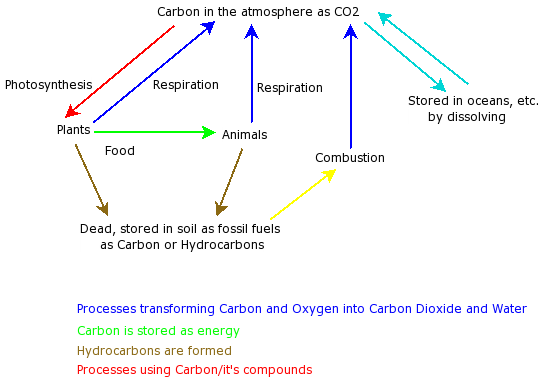 Carbon in the atmosphere as CO2
Photosynthesis
Respiration
Respiration
Stored in oceans, etc.
by dissolving
Plants
Food
Animals
Combustion
Dead, stored in soil as fossil fuels
as Carbon or Hydrocarbons
Processes transforming Carbon and Oxygen into Carbon Dioxide and Water
Carbon is stored as energy
Hydrocarbons are formed
Processes using Carbon/it's compounds